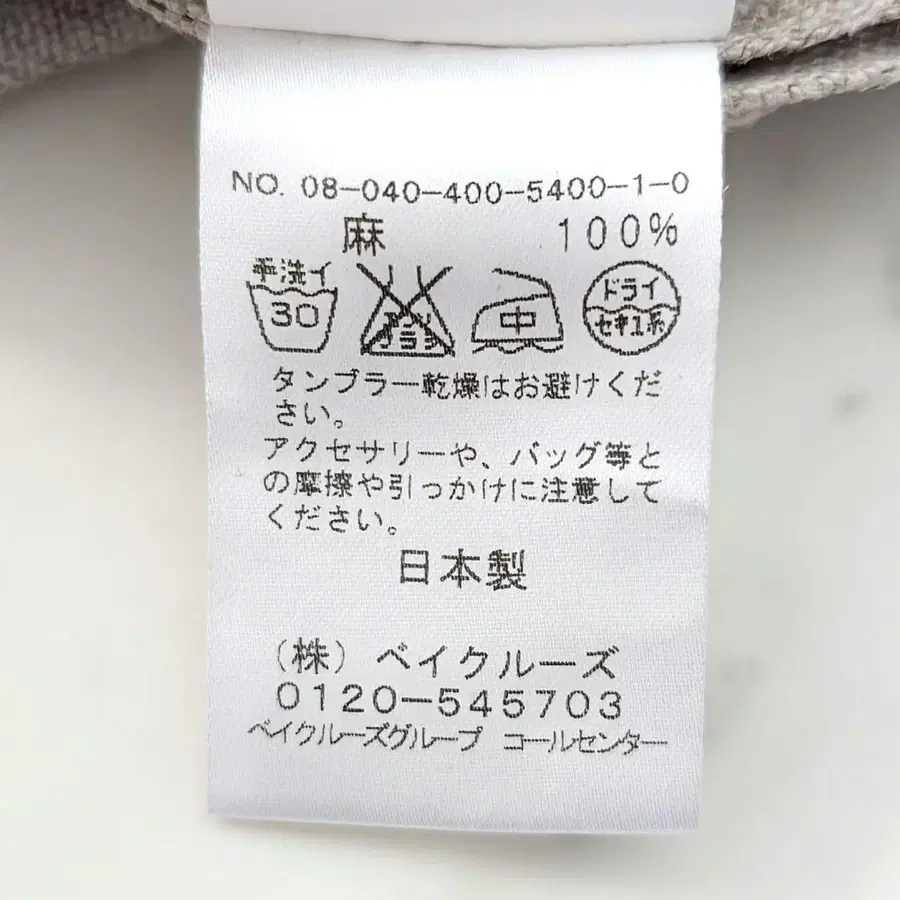 NO. 08-040-400-5400-1-0
麻 100%
手洗イ 30 エンソサラシ 中 ドライ セキユ系
タンブラー乾燥はお避けくだ
さい。
アクセサリーや、バッグ等と
の摩擦や引っかけに注意して
ください。
日本製
(株) ベイクルーズ
0120-545703
ベイクルーズグループ コールセンター